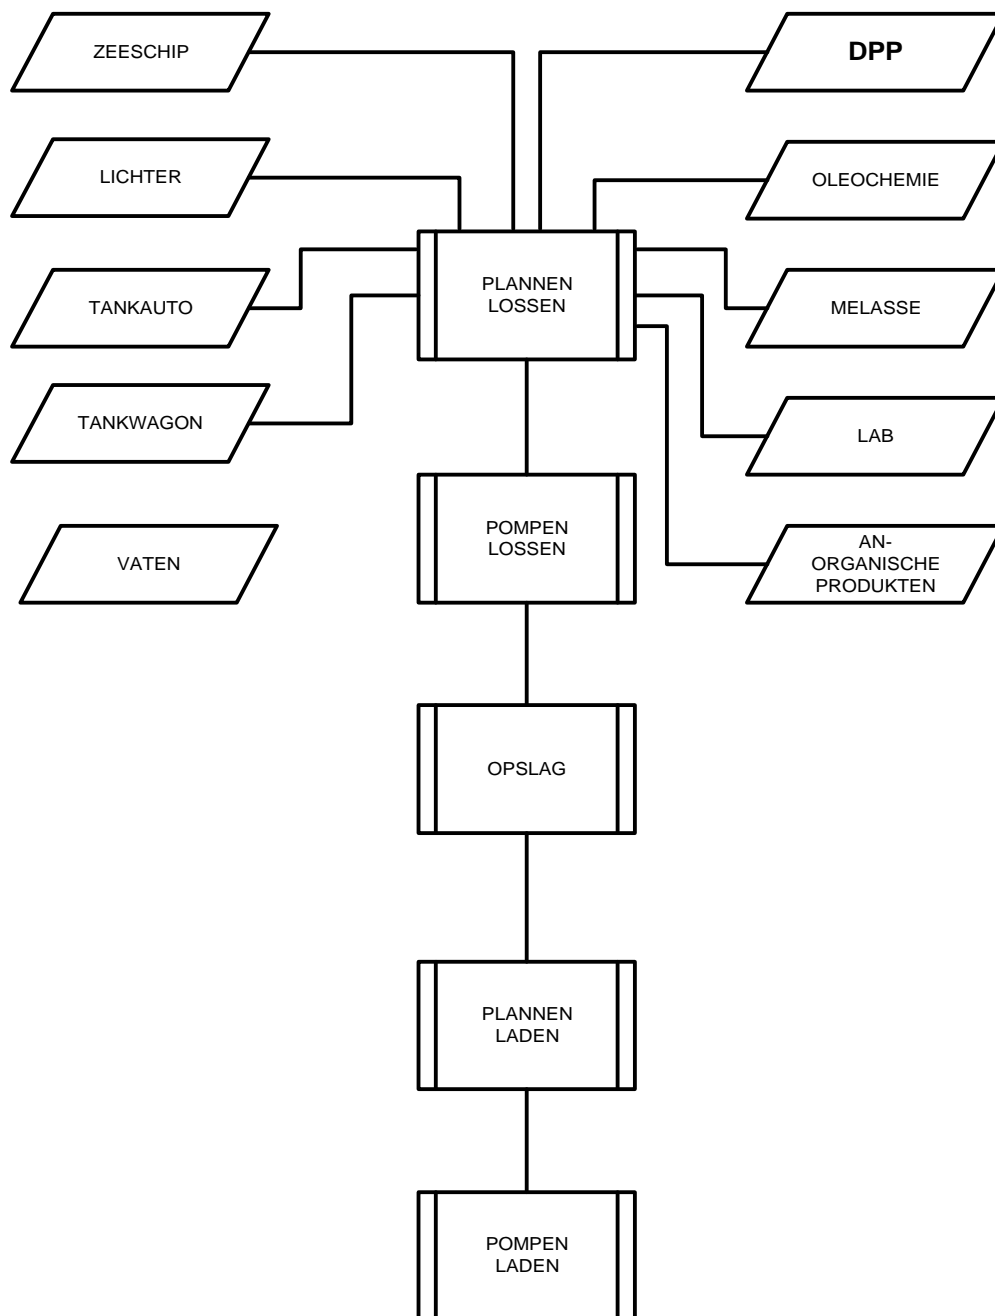 ZEESCHIP
DPP
LICHTER
OLEOCHEMIE
PLANNEN
LOSSEN
TANKAUTO
MELASSE
TANKWAGON
LAB
POMPEN
LOSSEN
VATEN
AN-
ORGANISCHE
PRODUKTEN
OPSLAG
PLANNEN
LADEN
POMPEN
LADEN